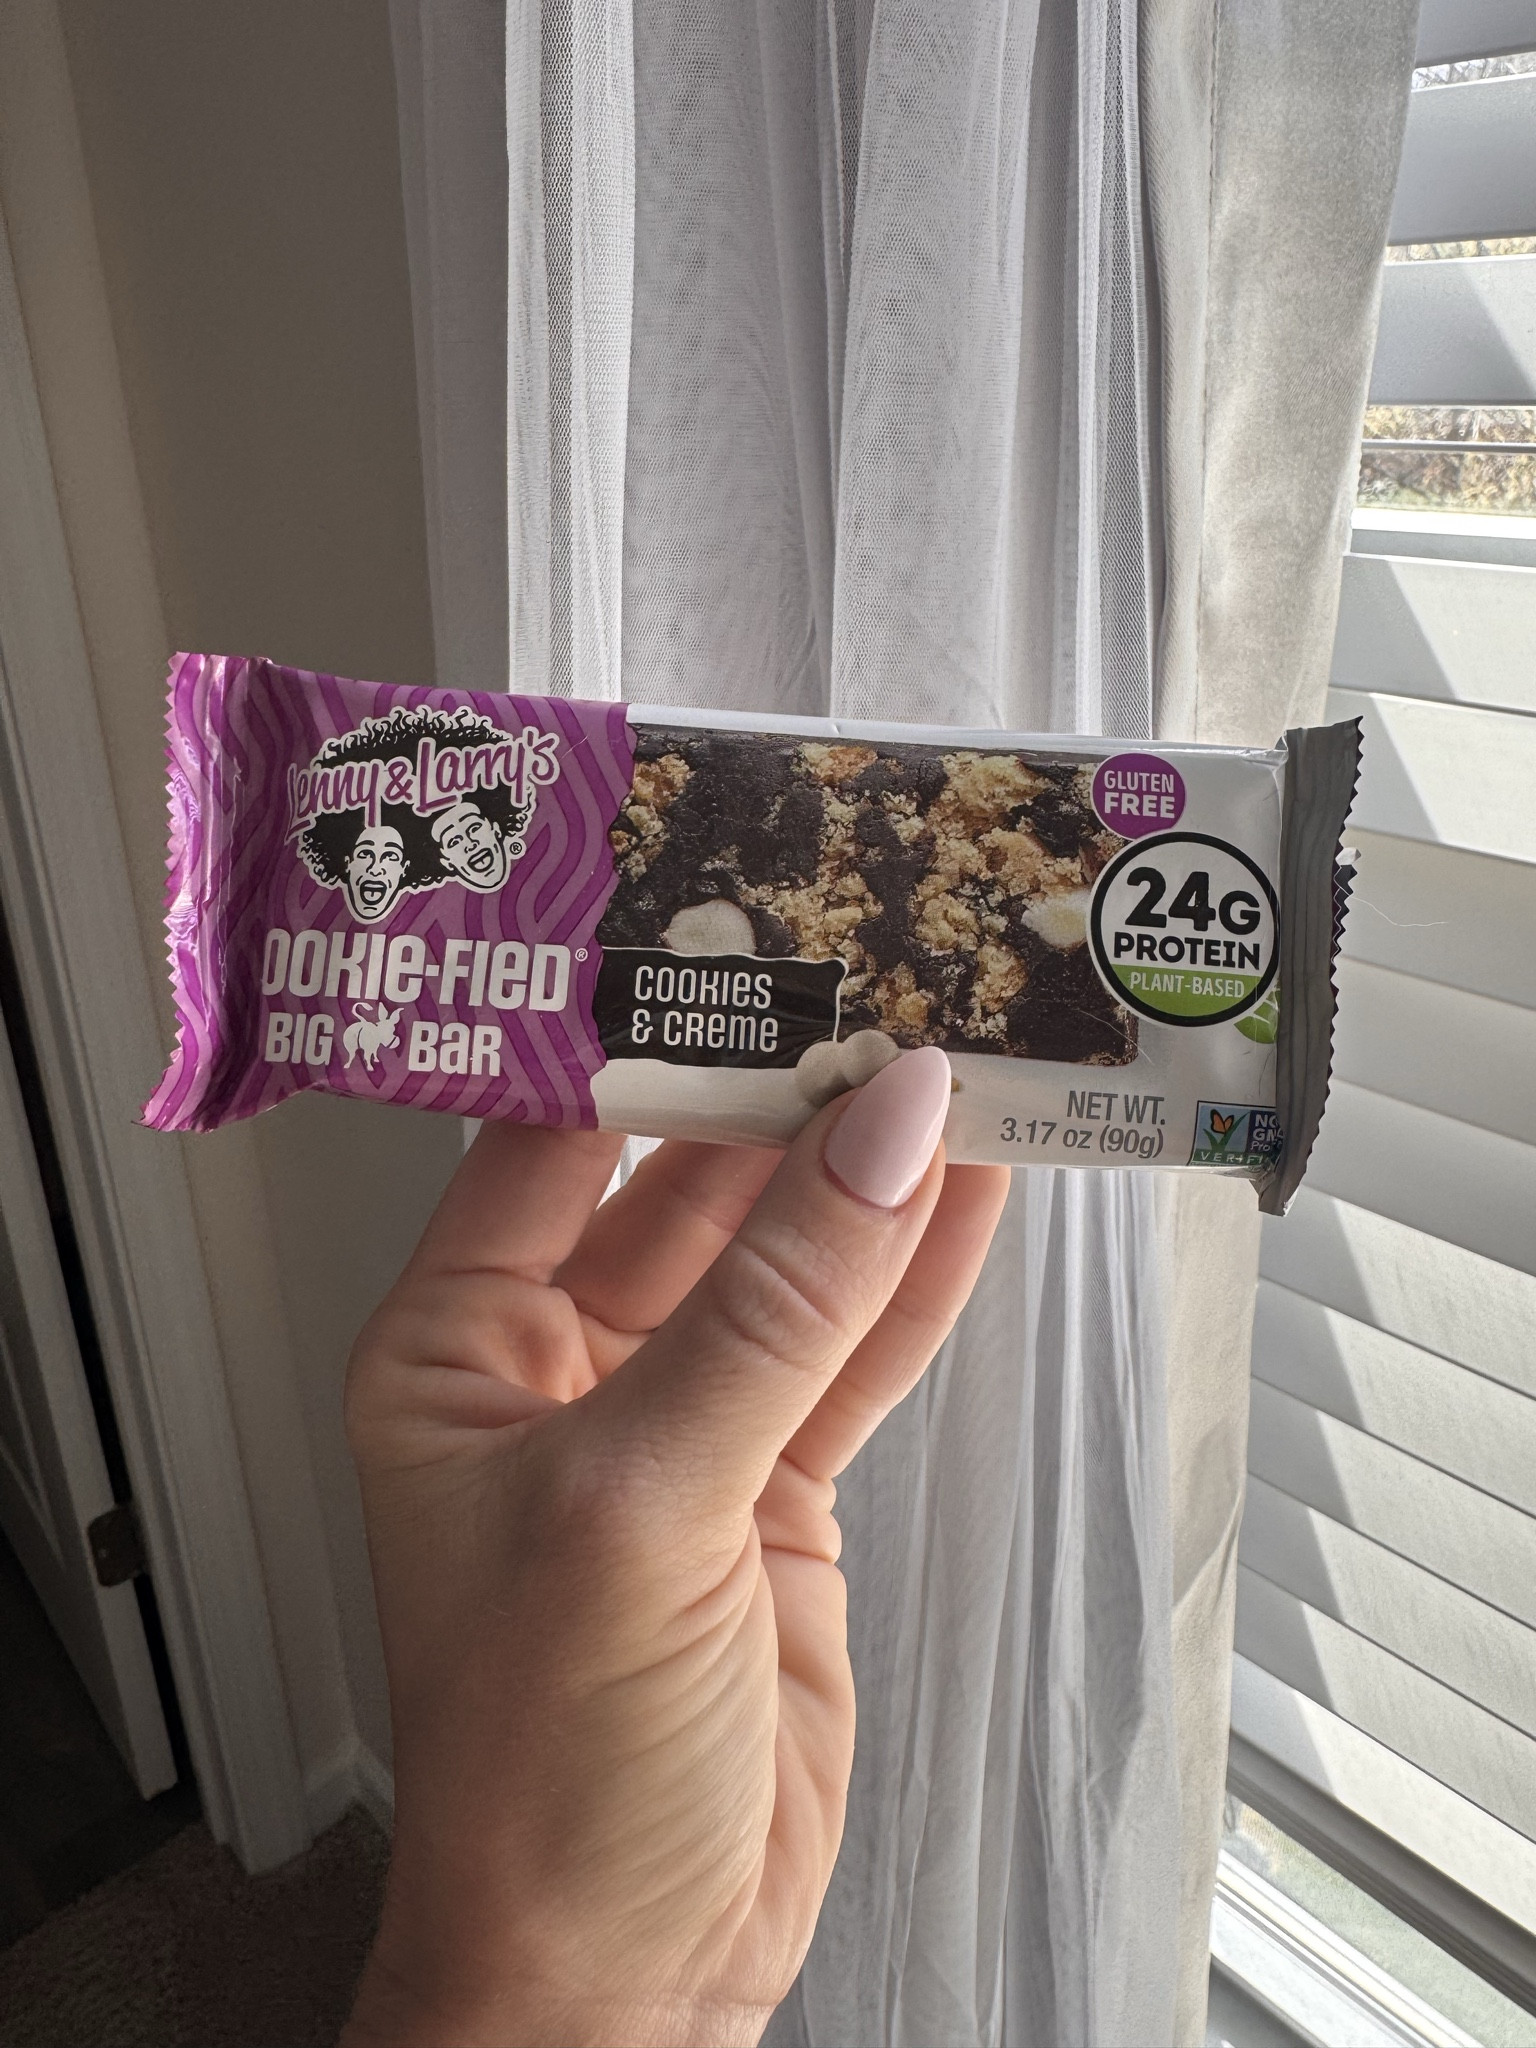 Lenny & Larry's
®
OOKIE-FIED®
BIG BAR
COOKIES
& CREME
GLUTEN
FREE
24G
PROTEIN
PLANT-BASED
NET WT.
3.17 oz (90g)
VERIFI